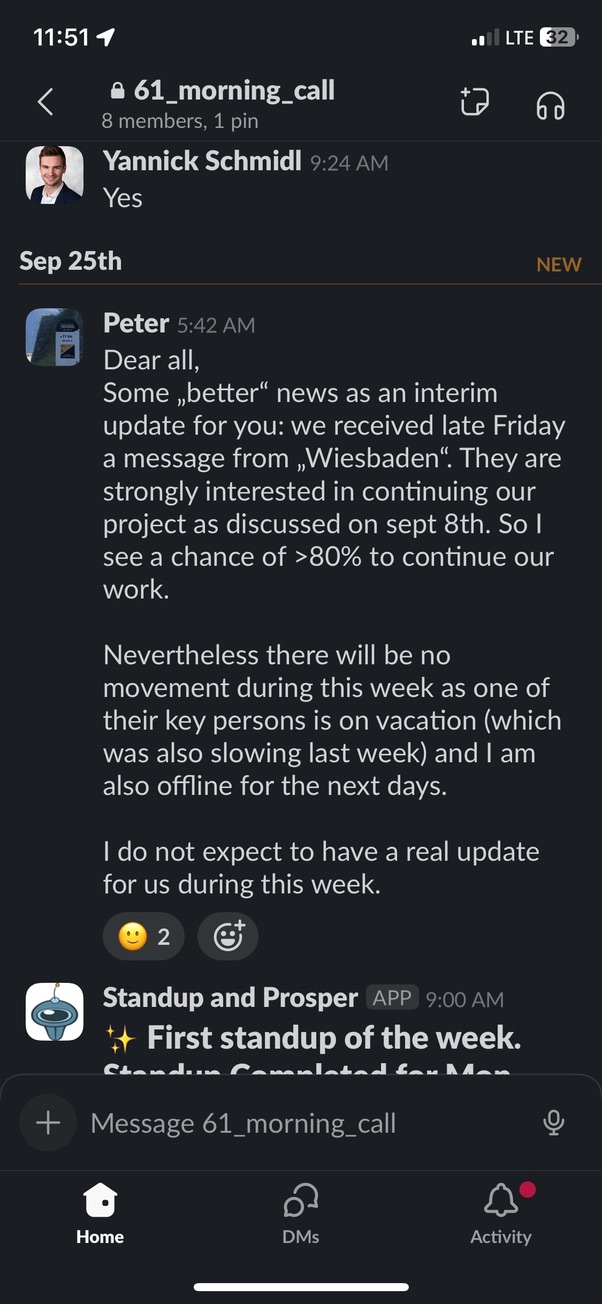 11:51
LTE 32
61_morning_call
8 members, 1 pin
Yannick Schmidl 9:24 AM
Yes
Sep 25th
NEW
Peter 5:42 AM
Dear all,
Some „better“ news as an interim
update for you: we received late Friday
a message from „Wiesbaden“. They are
strongly interested in continuing our
project as discussed on sept 8th. So I
see a chance of >80% to continue our
work.
Nevertheless there will be no
movement during this week as one of
their key persons is on vacation (which
was also slowing last week) and I am
also offline for the next days.
I do not expect to have a real update
for us during this week.
2
Standup and Prosper APP 9:00 AM
✨ First standup of the week.
Standup Completed for Mon
Message 61_morning_call
Home
DMs
Activity